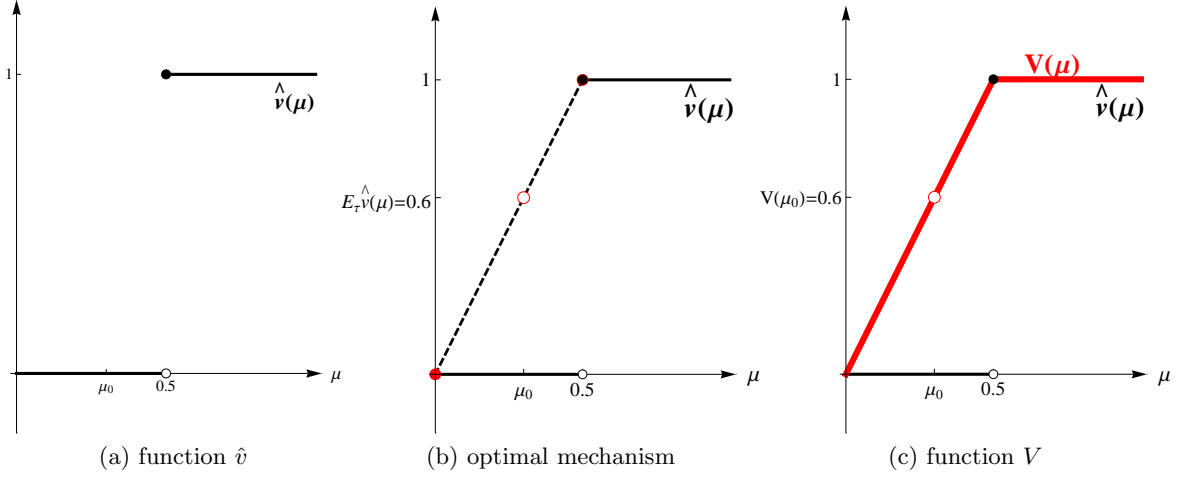 1
v̂(μ)
μ₀
0.5
μ
(a) function v̂
1
v̂(μ)
E_τ v̂(μ)=0.6
μ₀
0.5
μ
(b) optimal mechanism
V(μ)
1
v̂(μ)
V(μ₀)=0.6
μ₀
0.5
μ
(c) function V